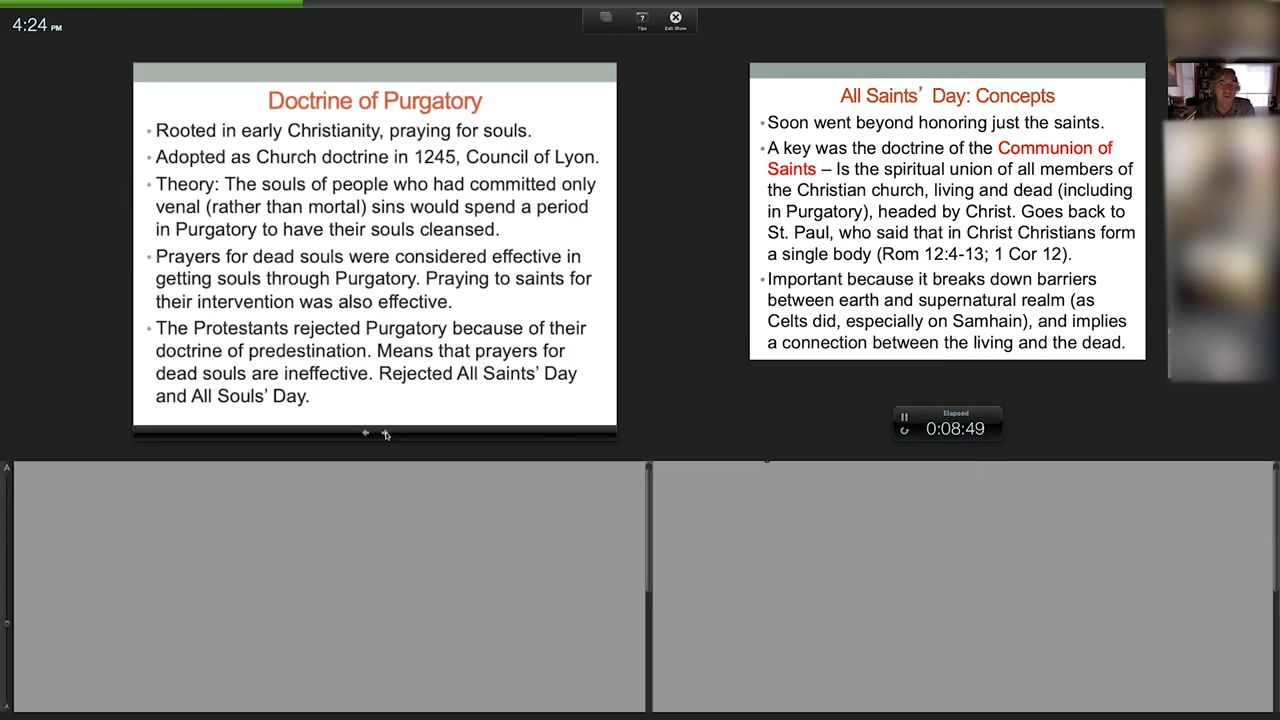 4:24 PM
Tips
Exit Show
Doctrine of Purgatory
• Rooted in early Christianity, praying for souls.
• Adopted as Church doctrine in 1245, Council of Lyon.
• Theory: The souls of people who had committed only
venal (rather than mortal) sins would spend a period
in Purgatory to have their souls cleansed.
• Prayers for dead souls were considered effective in
getting souls through Purgatory. Praying to saints for
their intervention was also effective.
• The Protestants rejected Purgatory because of their
doctrine of predestination. Means that prayers for
dead souls are ineffective. Rejected All Saints’ Day
and All Souls’ Day.
All Saints’ Day: Concepts
• Soon went beyond honoring just the saints.
• A key was the doctrine of the Communion of
Saints – Is the spiritual union of all members of
the Christian church, living and dead (including
in Purgatory), headed by Christ. Goes back to
St. Paul, who said that in Christ Christians form
a single body (Rom 12:4-13; 1 Cor 12).
• Important because it breaks down barriers
between earth and supernatural realm (as
Celts did, especially on Samhain), and implies
a connection between the living and the dead.
Elapsed
0:08:49
A
A